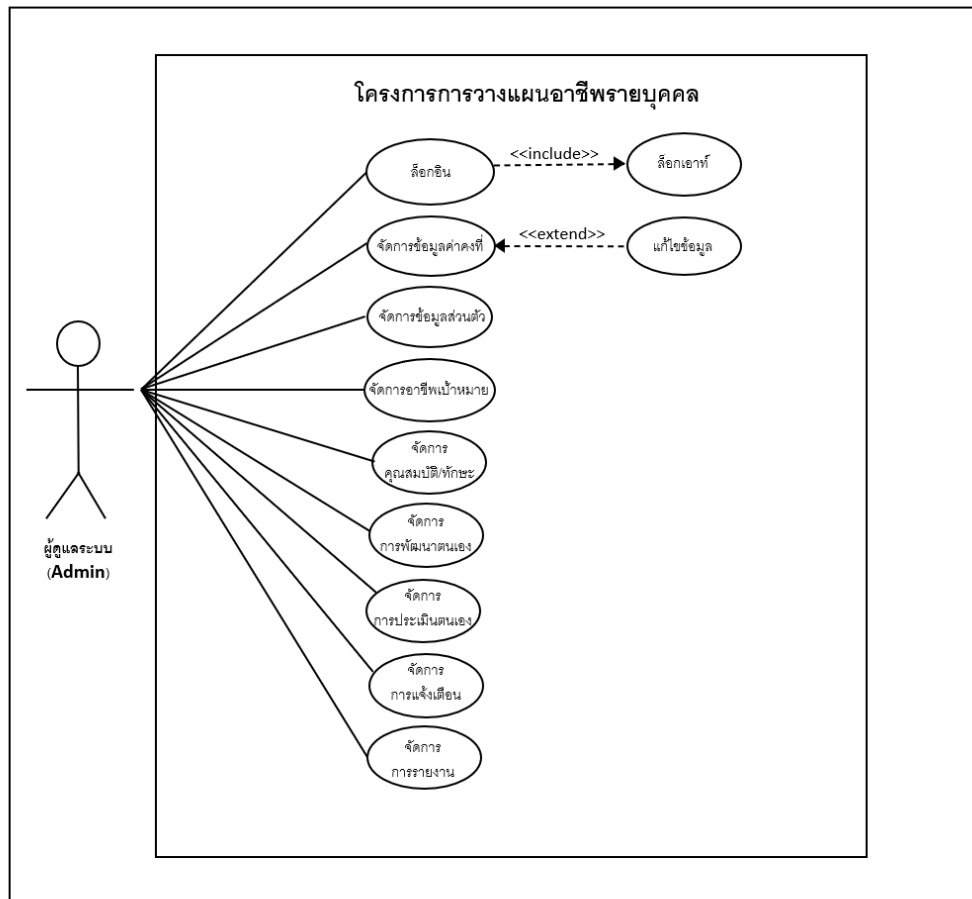 โครงการการวางแผนอาชีพรายบุคคล
ล็อกอิน
<<include>>
ล็อกเอาท์
จัดการข้อมูลค่าคงที่
<<extend>>
แก้ไขข้อมูล
จัดการข้อมูลส่วนตัว
จัดการอาชีพเป้าหมาย
จัดการ
คุณสมบัติ/ทักษะ
จัดการ
การพัฒนาตนเอง
ผู้ดูแลระบบ
(Admin)
จัดการ
การประเมินตนเอง
จัดการ
การแจ้งเตือน
จัดการ
การรายงาน